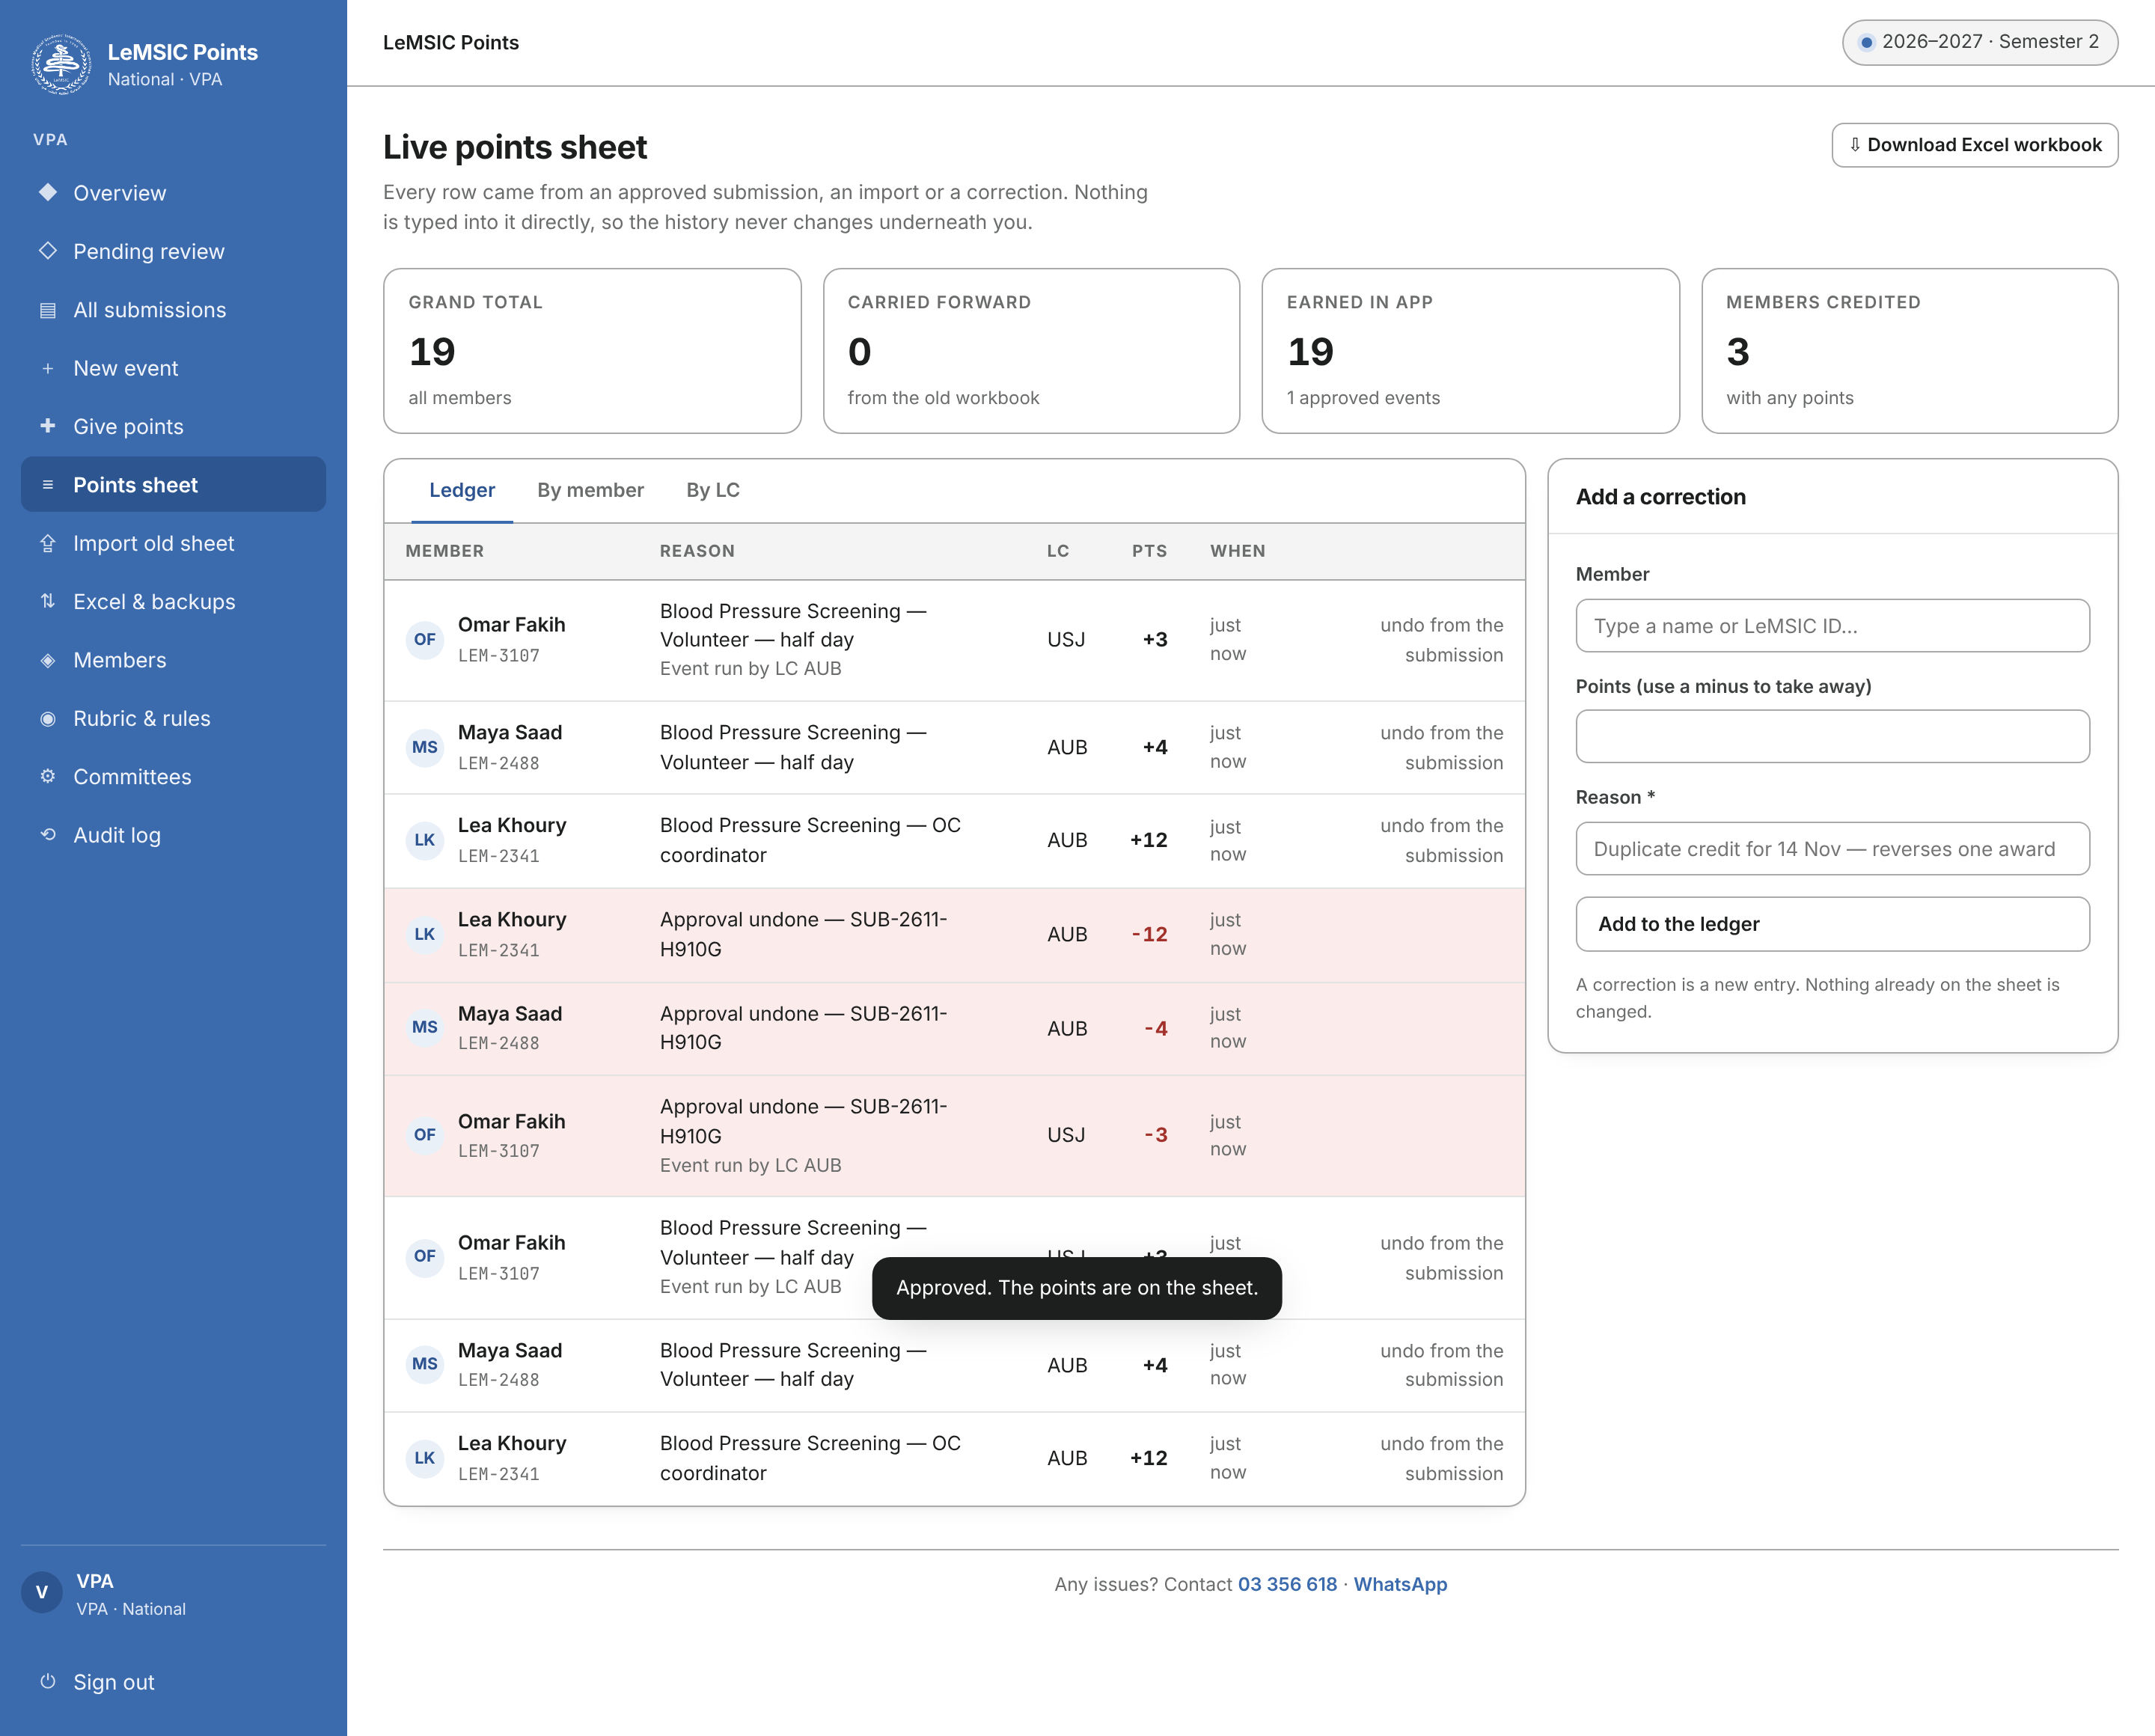 LeMSIC Points
National · VPA
VPA
Overview
Pending review
All submissions
New event
Give points
Points sheet
Import old sheet
Excel & backups
Members
Rubric & rules
Committees
Audit log
VPA
VPA · National
V
Sign out
LeMSIC Points
2026–2027 · Semester 2
Live points sheet
Download Excel workbook
Every row came from an approved submission, an import or a correction. Nothing
is typed into it directly, so the history never changes underneath you.
GRAND TOTAL
19
all members
CARRIED FORWARD
0
from the old workbook
EARNED IN APP
19
1 approved events
MEMBERS CREDITED
3
with any points
Ledger By member By LC
MEMBER REASON LC PTS WHEN
OF Omar Fakih
LEM-3107
Blood Pressure Screening —
Volunteer — half day
Event run by LC AUB
USJ
+3
just
now
undo from the
submission
MS Maya Saad
LEM-2488
Blood Pressure Screening —
Volunteer — half day
AUB
+4
just
now
undo from the
submission
LK Lea Khoury
LEM-2341
Blood Pressure Screening — OC
coordinator
AUB
+12
just
now
undo from the
submission
LK Lea Khoury
LEM-2341
Approval undone — SUB-2611-
H910G
AUB
-12
just
now
MS Maya Saad
LEM-2488
Approval undone — SUB-2611-
H910G
AUB
-4
just
now
OF Omar Fakih
LEM-3107
Approval undone — SUB-2611-
H910G
Event run by LC AUB
USJ
-3
just
now
OF Omar Fakih
LEM-3107
Blood Pressure Screening —
Volunteer — half day
Event run by LC AUB
just
undo from the
submission
Approved. The points are on the sheet.
MS Maya Saad
LEM-2488
Blood Pressure Screening —
Volunteer — half day
AUB
+4
just
now
undo from the
submission
LK Lea Khoury
LEM-2341
Blood Pressure Screening — OC
coordinator
AUB
+12
just
now
undo from the
submission
Add a correction
Member
Type a name or LeMSIC ID...
Points (use a minus to take away)
Reason *
Duplicate credit for 14 Nov — reverses one award
Add to the ledger
A correction is a new entry. Nothing already on the sheet is
changed.
Any issues? Contact 03 356 618 · WhatsApp